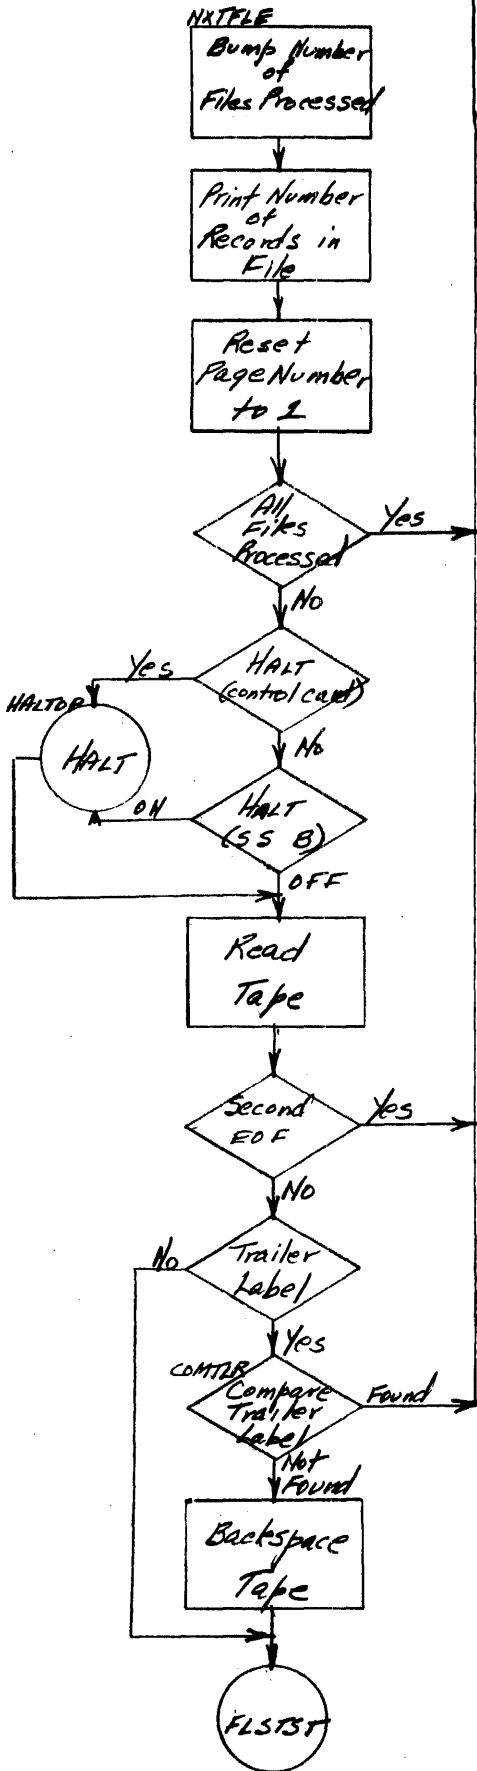 NXTFLE
Bump Number
of
Files Processed
Print Number
of
Records in
File
Reset
Page Number
to 1
All
Files
Processed
Yes
No
HALT
(control card)
Yes
HALTOP
HALT
No
HALT
(SS B)
ON
OFF
Read
Tape
Second
EOF
Yes
No
Trailer
Label
No
Yes
COMTLR
Compare
Trailer
Label
Found
Not
Found
Backspace
Tape
FLSTST